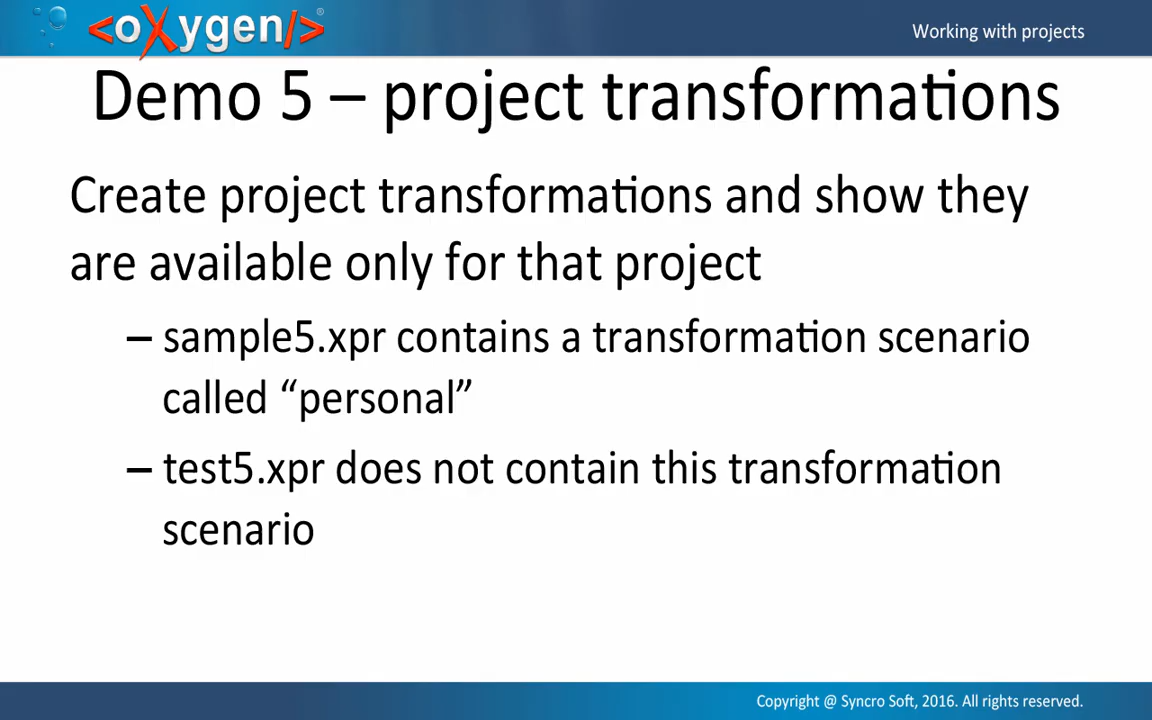 <oXygen/>®
Working with projects
Demo 5 – project transformations
Create project transformations and show they
are available only for that project
– sample5.xpr contains a transformation scenario
called “personal”
– test5.xpr does not contain this transformation
scenario
Copyright @ Syncro Soft, 2016. All rights reserved.